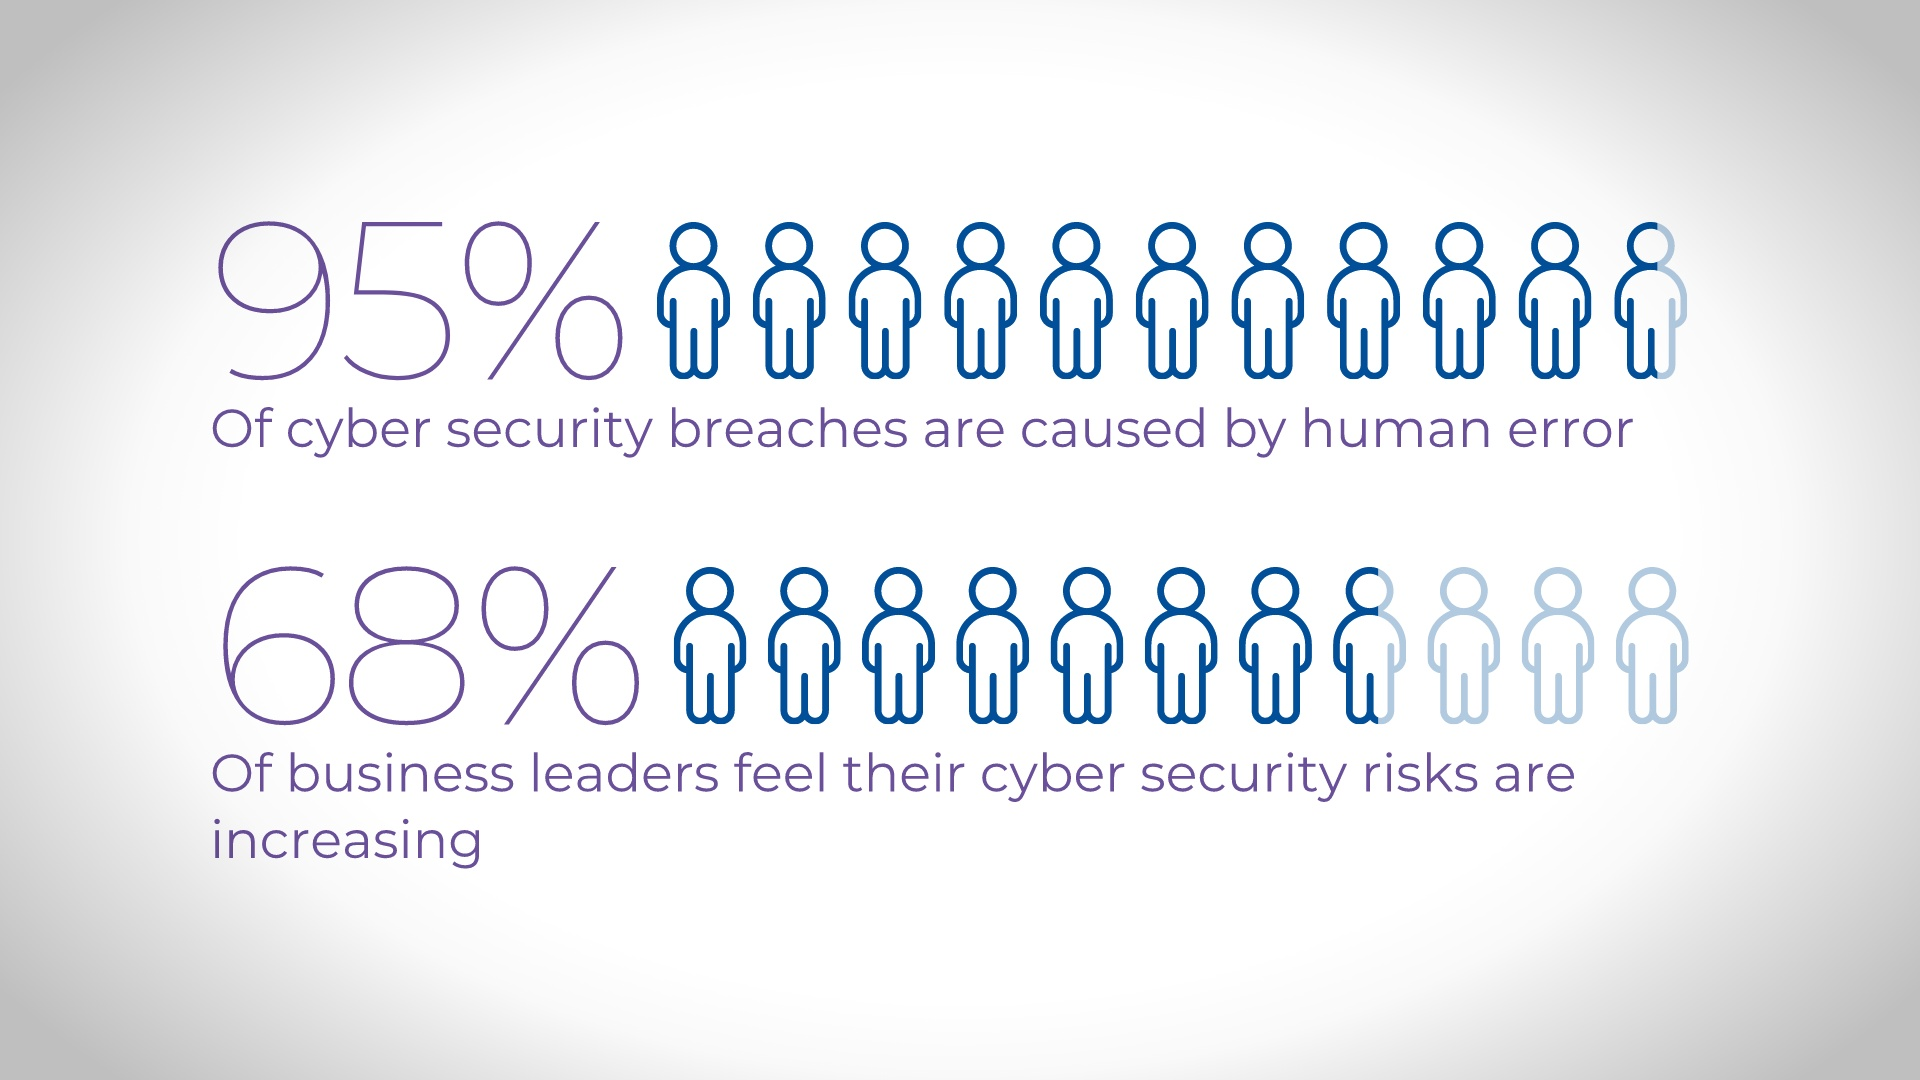 95%
Of cyber security breaches are caused by human error
68%
Of business leaders feel their cyber security risks are
increasing